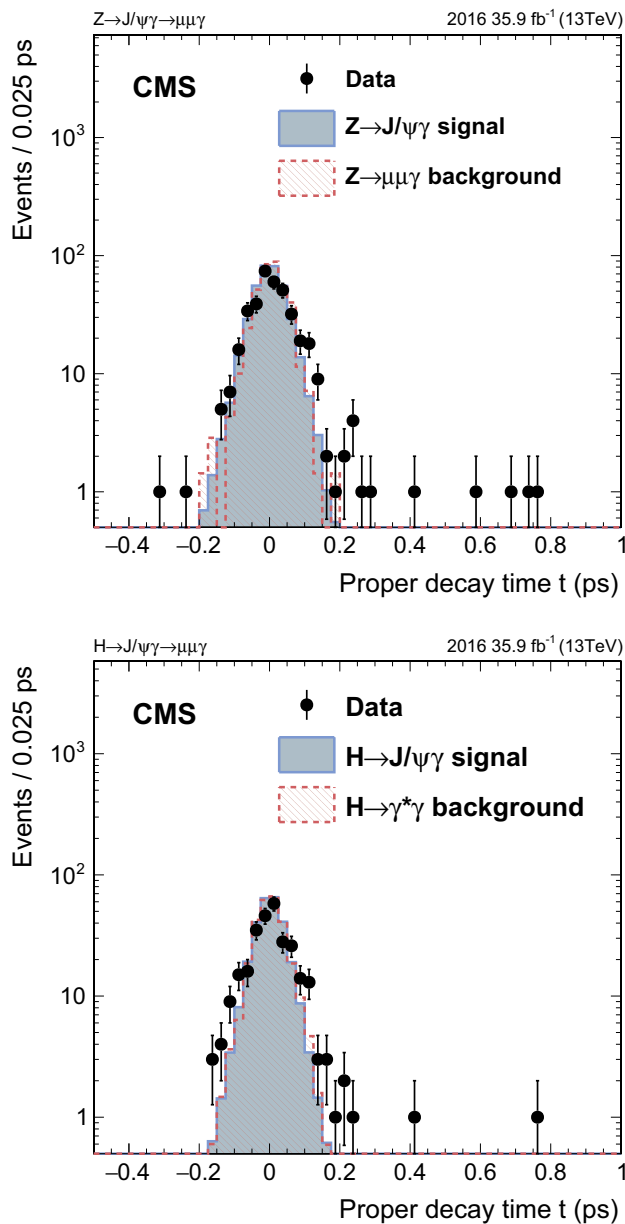 Z→J/ψγ→μμγ 2016 35.9 fb⁻¹ (13TeV)
Events / 0.025 ps
CMS
Data
Z→J/ψγ signal
Z→μμγ background
10³
10²
10
1
−0.4 −0.2 0 0.2 0.4 0.6 0.8 1
Proper decay time t (ps)
H→J/ψγ→μμγ 2016 35.9 fb⁻¹ (13TeV)
Events / 0.025 ps
CMS
Data
H→J/ψγ signal
H→γ*γ background
10³
10²
10
1
−0.4 −0.2 0 0.2 0.4 0.6 0.8 1
Proper decay time t (ps)